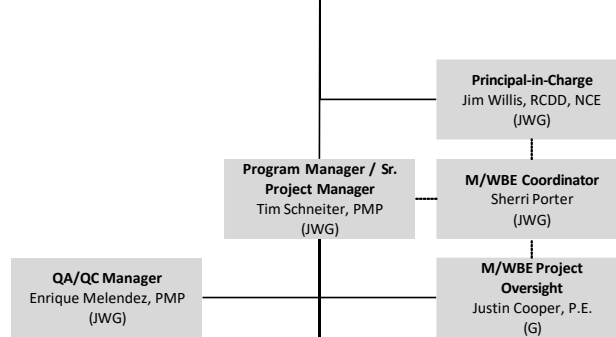 Principal-in-Charge
Jim Willis, RCDD, NCE
(JWG)
Program Manager / Sr.
Project Manager
Tim Schneiter, PMP
(JWG)
M/WBE Coordinator
Sherri Porter
(JWG)
QA/QC Manager
Enrique Melendez, PMP
(JWG)
M/WBE Project
Oversight
Justin Cooper, P.E.
(G)